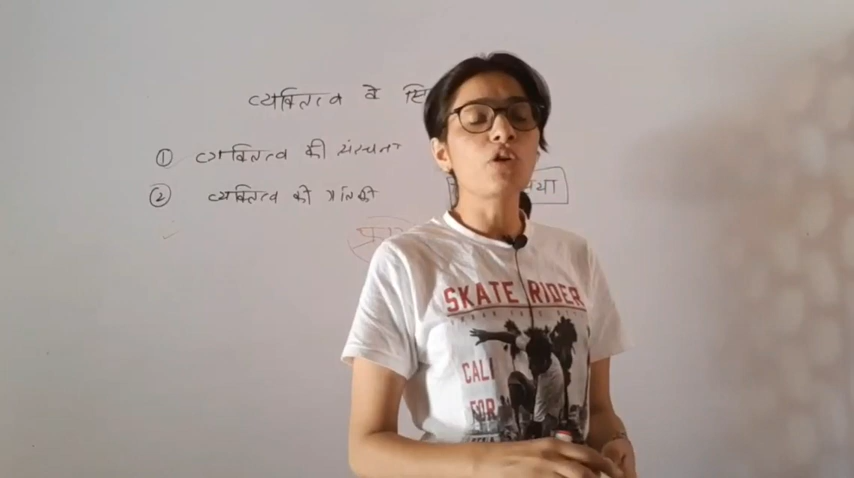 व्यक्तित्व के सि
① व्यक्तित्व की संरचना
② व्यक्तित्व की गतिकी
SKATE RIDER
CALI
FOR